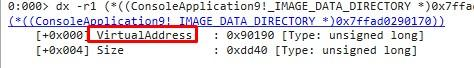 0:000> dx -r1 (*((ConsoleApplication9!_IMAGE_DATA_DIRECTORY *)0x7ffad0290170))
(*((ConsoleApplication9!_IMAGE_DATA_DIRECTORY *)0x7ffad0290170))
[+0x000] VirtualAddress : 0x90190 [Type: unsigned long]
[+0x004] Size : 0xdd40 [Type: unsigned long]